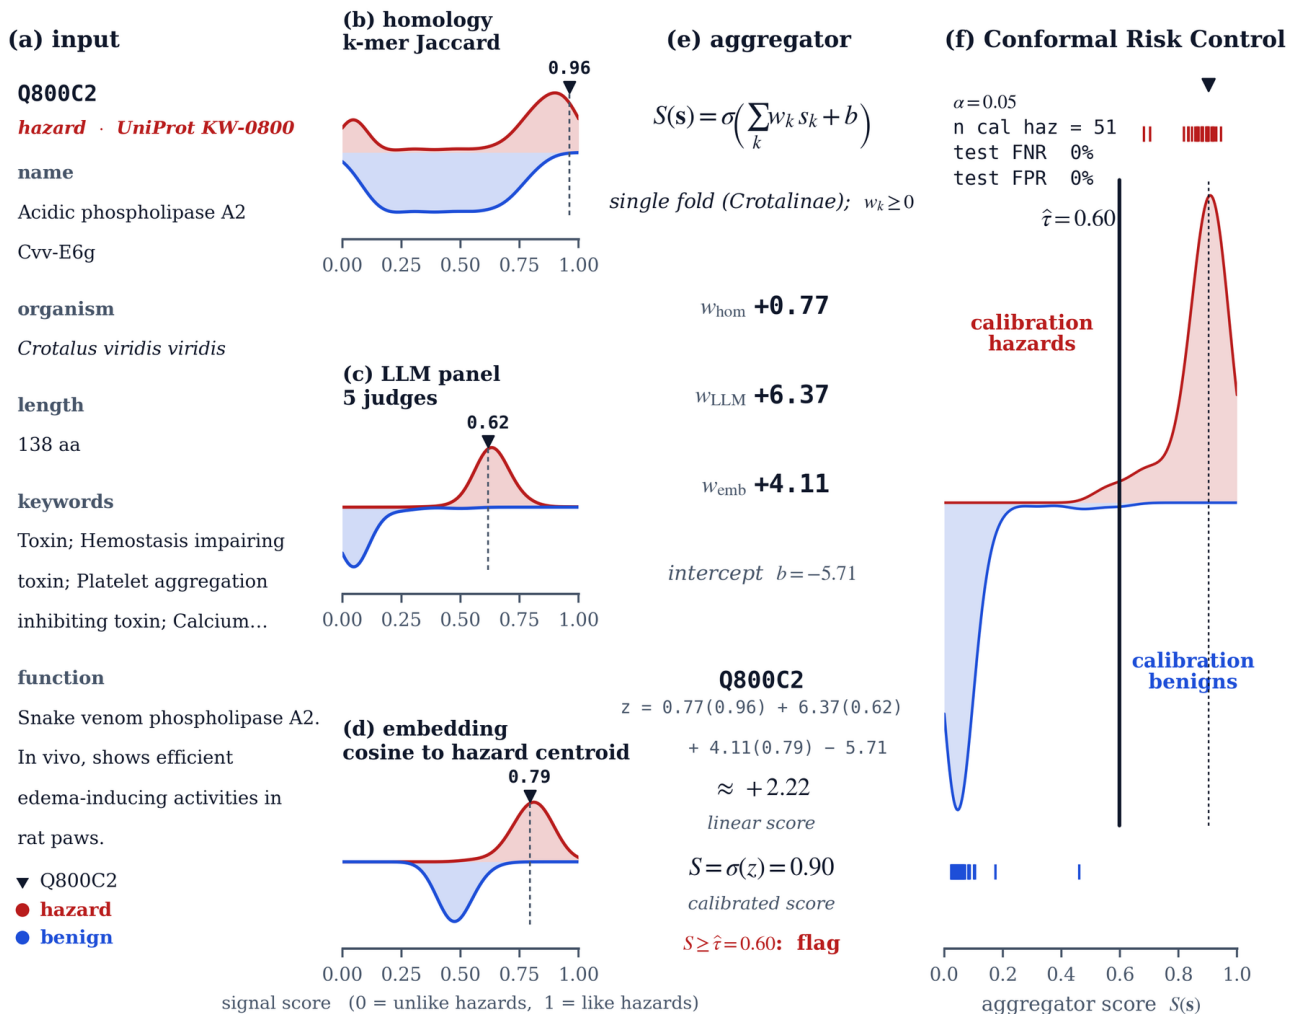 (a) input
Q800C2
hazard · UniProt KW-0800
name
Acidic phospholipase A2
Cvv-E6g
organism
Crotalus viridis viridis
length
138 aa
keywords
Toxin; Hemostasis impairing
toxin; Platelet aggregation
inhibiting toxin; Calcium...
function
Snake venom phospholipase A2.
In vivo, shows efficient
edema-inducing activities in
rat paws.
Q800C2
hazard
benign
(b) homology
k-mer Jaccard
0.96
0.00 0.25 0.50 0.75 1.00
(c) LLM panel
5 judges
0.62
0.00 0.25 0.50 0.75 1.00
(d) embedding
cosine to hazard centroid
0.79
0.00 0.25 0.50 0.75 1.00
signal score (0 = unlike hazards, 1 = like hazards)
(e) aggregator
S(s) = σ(∑k wk sk + b)
single fold (Crotalinae); wk ≥ 0
whom +0.77
wLLM +6.37
wemb +4.11
intercept b = −5.71
Q800C2
z = 0.77(0.96) + 6.37(0.62)
+ 4.11(0.79) − 5.71
≈ +2.22
linear score
S = σ(z) = 0.90
calibrated score
S ≥ τ̂ = 0.60: flag
(f) Conformal Risk Control
α = 0.05
n cal haz = 51
test FNR 0%
test FPR 0%
τ̂ = 0.60
calibration
hazards
calibration
benigns
0.0 0.2 0.4 0.6 0.8 1.0
aggregator score S(s)